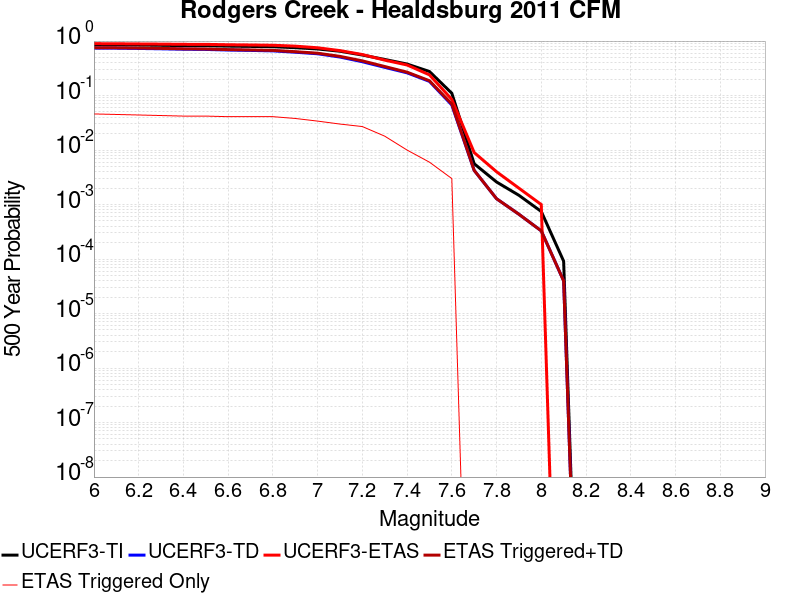 Rodgers Creek - Healdsburg 2011 CFM
500 Year Probability
10^0
10^-1
10^-2
10^-3
10^-4
10^-5
10^-6
10^-7
10^-8
6 6.2 6.4 6.6 6.8 7 7.2 7.4 7.6 7.8 8 8.2 8.4 8.6 8.8 9
Magnitude
UCERF3-TI UCERF3-TD UCERF3-ETAS ETAS Triggered+TD
ETAS Triggered Only